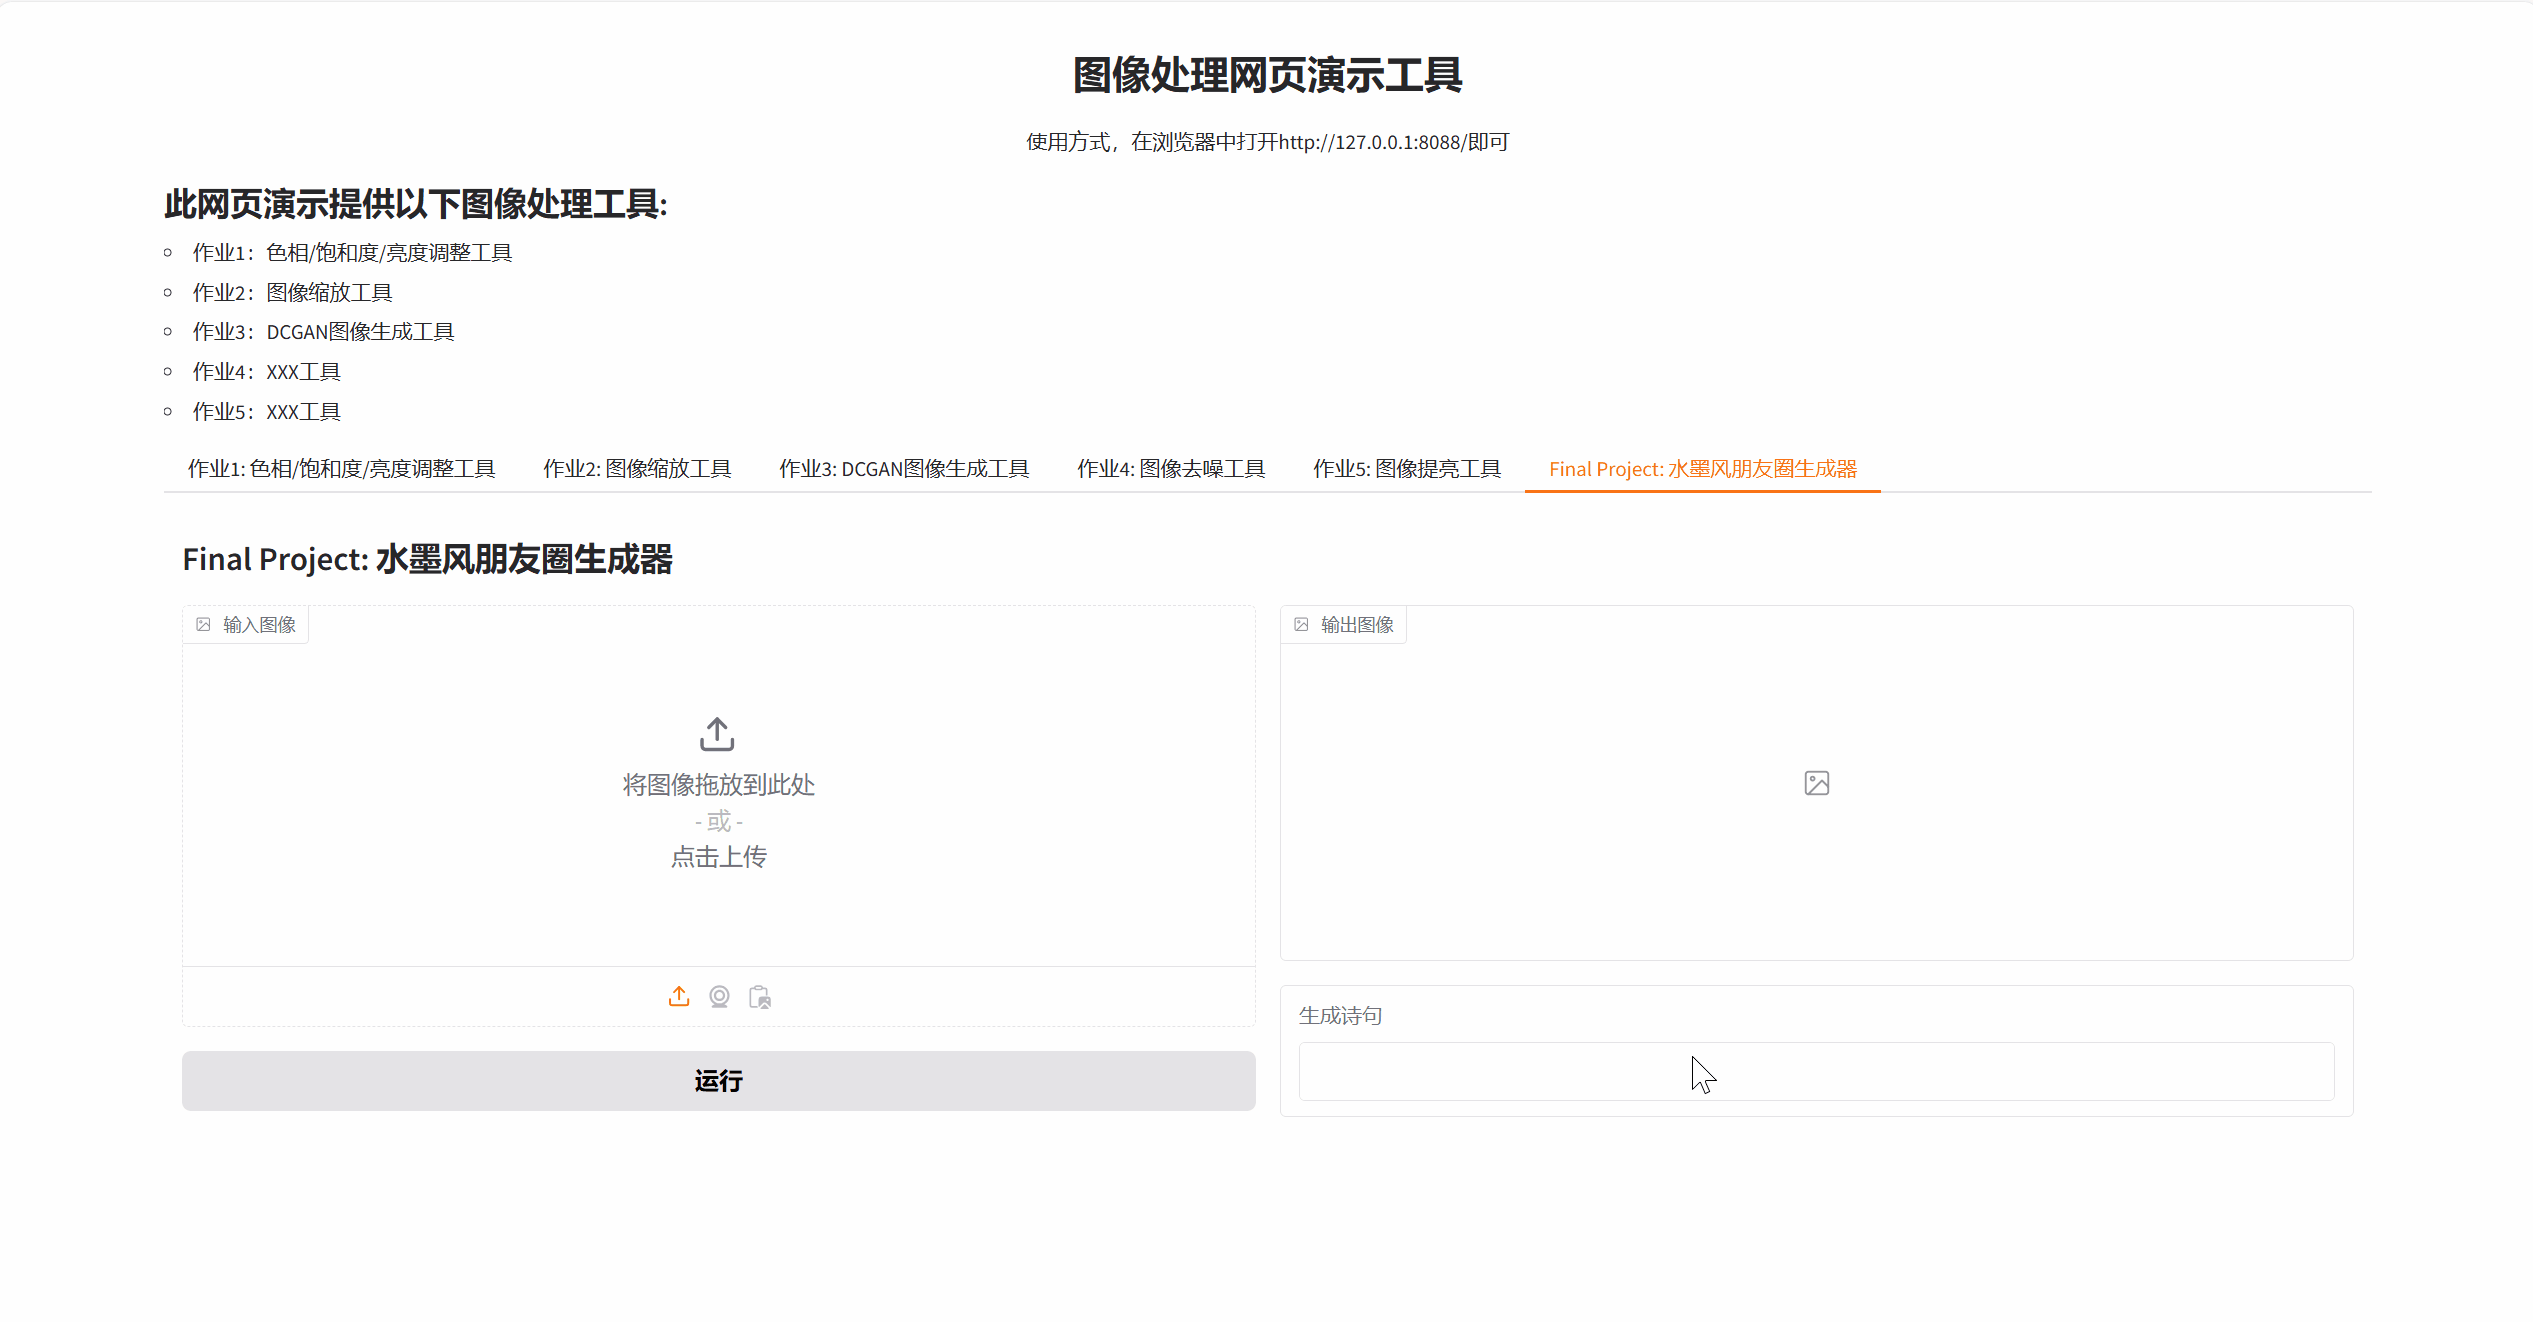 图像处理网页演示工具
使用方式，在浏览器中打开http://127.0.0.1:8088/即可
此网页演示提供以下图像处理工具:
作业1：色相/饱和度/亮度调整工具
作业2：图像缩放工具
作业3：DCGAN图像生成工具
作业4：XXX工具
作业5：XXX工具
作业1: 色相/饱和度/亮度调整工具 作业2: 图像缩放工具 作业3: DCGAN图像生成工具 作业4: 图像去噪工具 作业5: 图像提亮工具 Final Project: 水墨风朋友圈生成器
Final Project: 水墨风朋友圈生成器
输入图像
将图像拖放到此处
- 或 -
点击上传
运行
输出图像
生成诗句